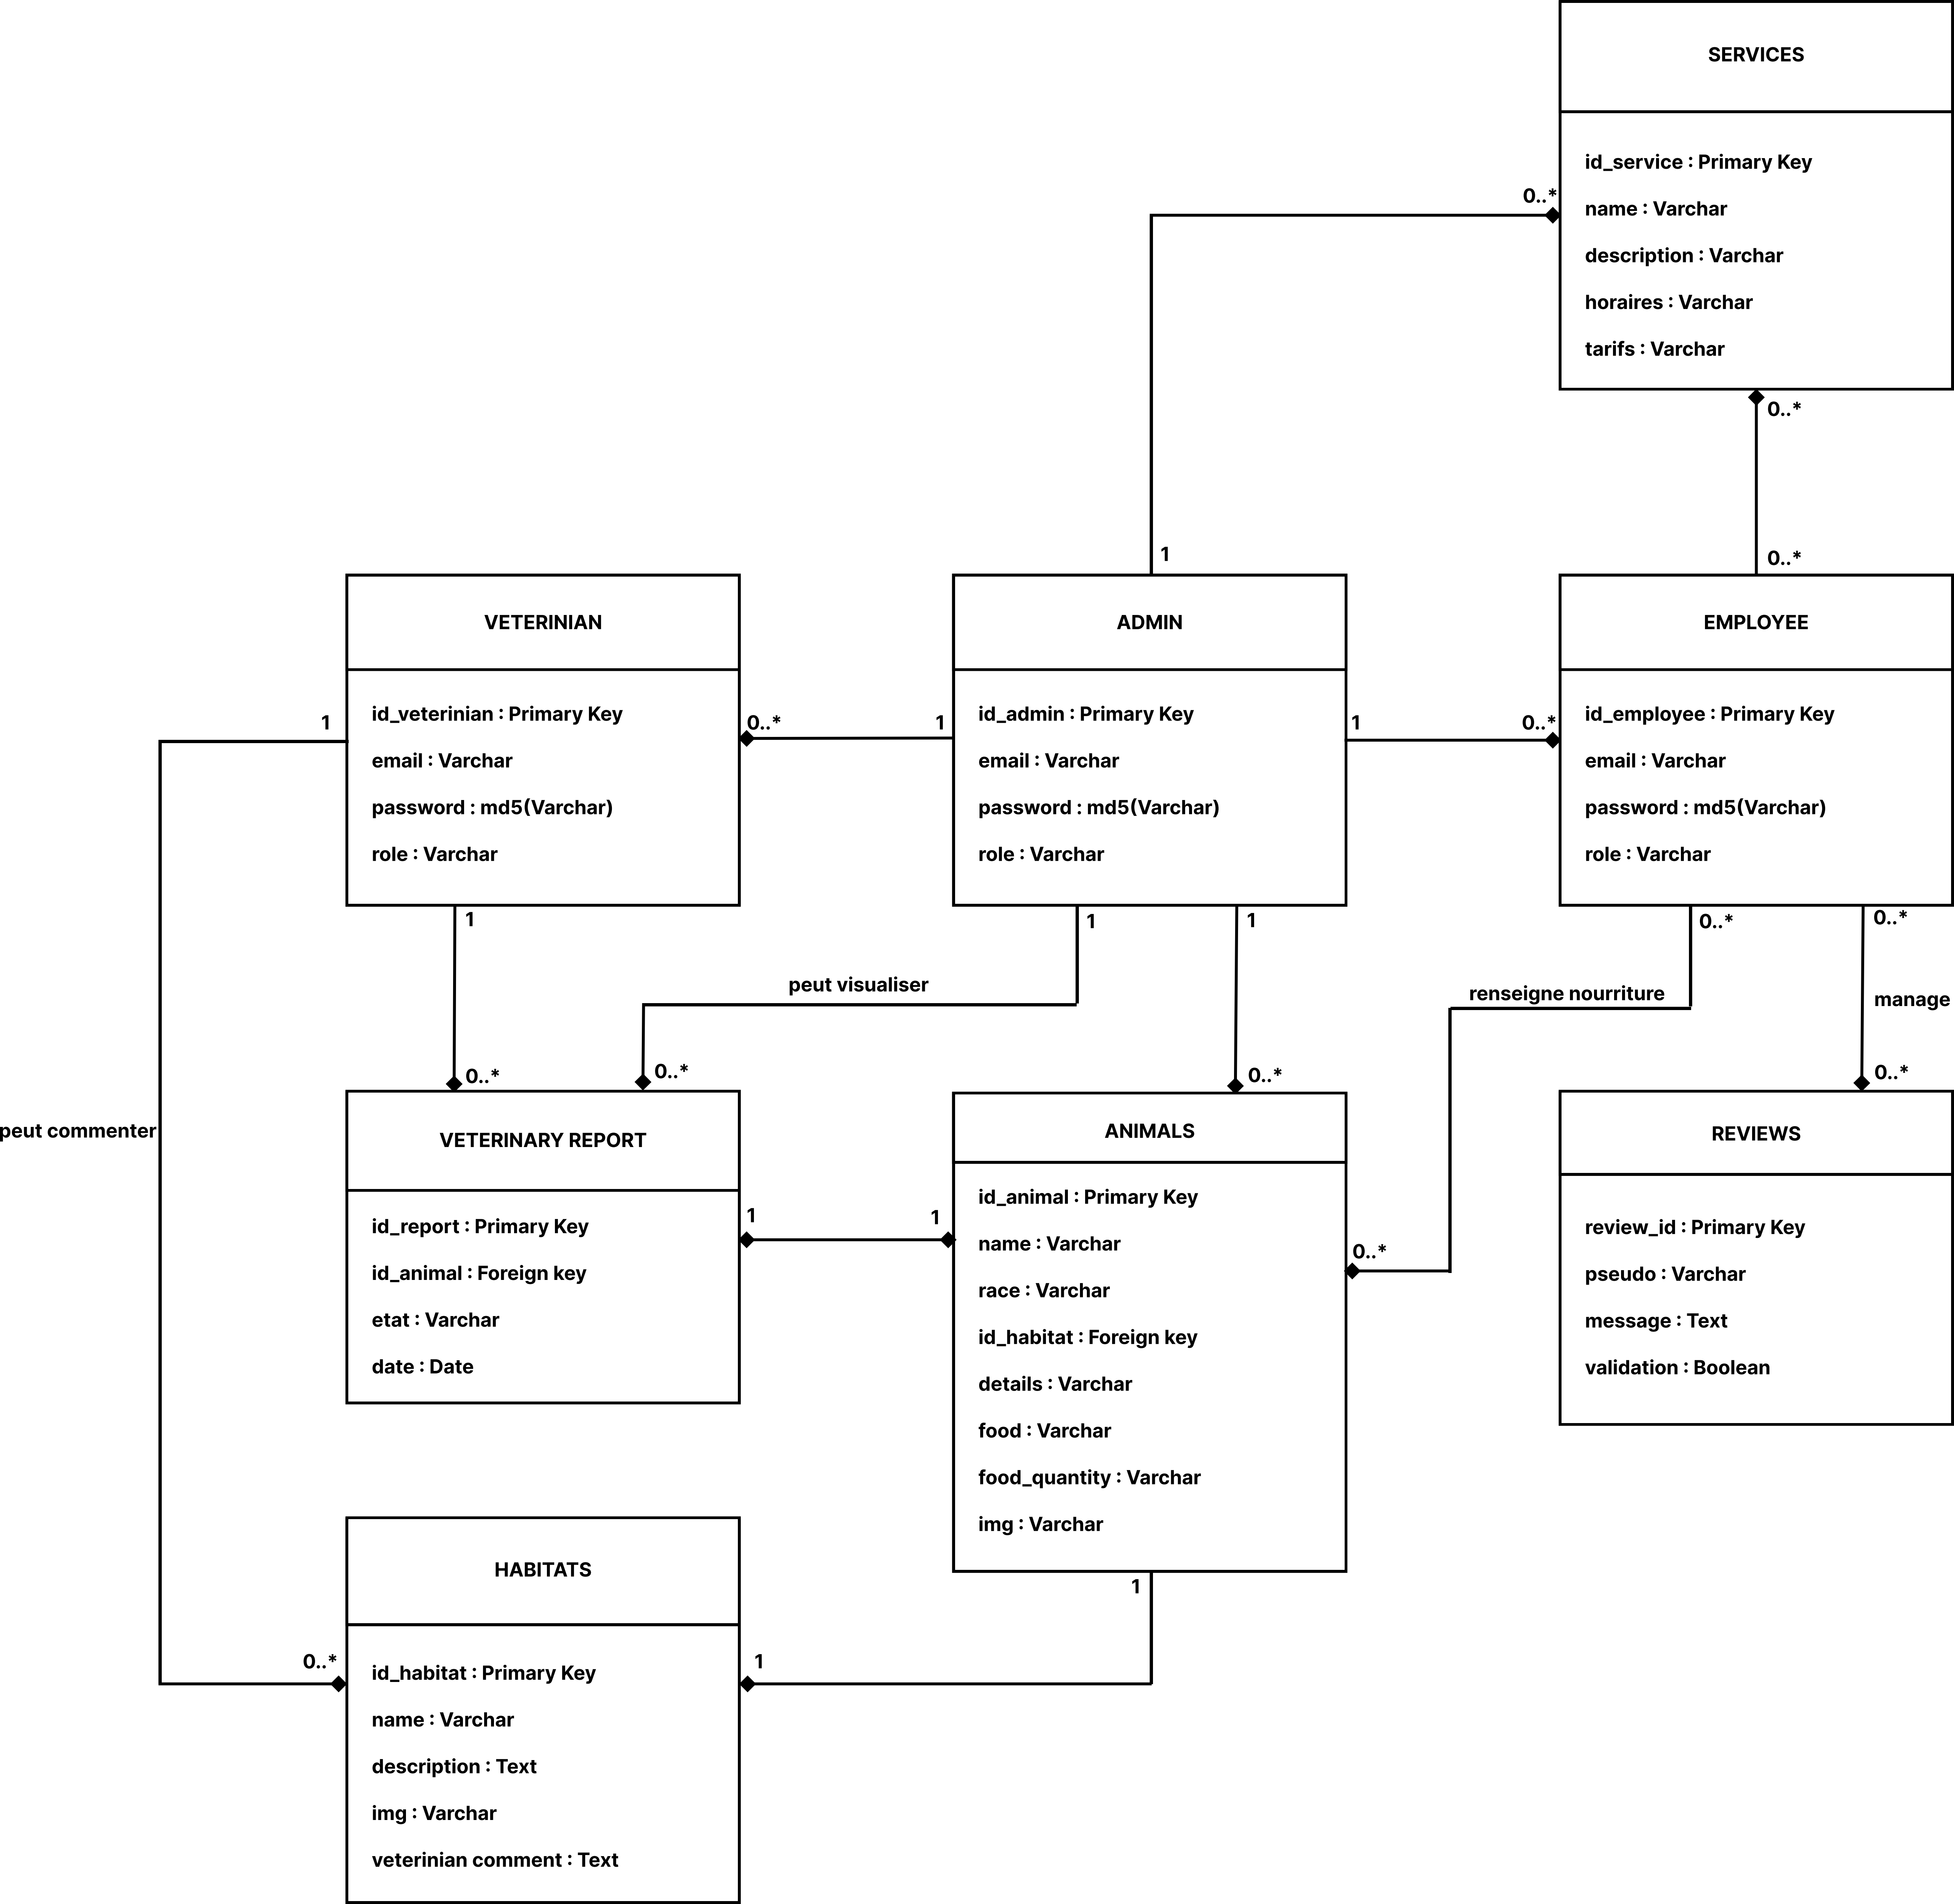 SERVICES
id_service : Primary Key
name : Varchar
description : Varchar
horaires : Varchar
tarifs : Varchar
0..*
0..*
1
0..*
VETERINIAN
id_veterinian : Primary Key
email : Varchar
password : md5(Varchar)
role : Varchar
ADMIN
id_admin : Primary Key
email : Varchar
password : md5(Varchar)
role : Varchar
EMPLOYEE
id_employee : Primary Key
email : Varchar
password : md5(Varchar)
role : Varchar
1
0..*
1
1
0..*
1
1
1
0..*
0..*
peut visualiser
renseigne nourriture
manage
0..*
0..*
0..*
0..*
peut commenter
VETERINARY REPORT
id_report : Primary Key
id_animal : Foreign key
etat : Varchar
date : Date
1
1
ANIMALS
id_animal : Primary Key
name : Varchar
race : Varchar
id_habitat : Foreign key
details : Varchar
food : Varchar
food_quantity : Varchar
img : Varchar
0..*
REVIEWS
review_id : Primary Key
pseudo : Varchar
message : Text
validation : Boolean
1
0..*
1
HABITATS
id_habitat : Primary Key
name : Varchar
description : Text
img : Varchar
veterinian comment : Text